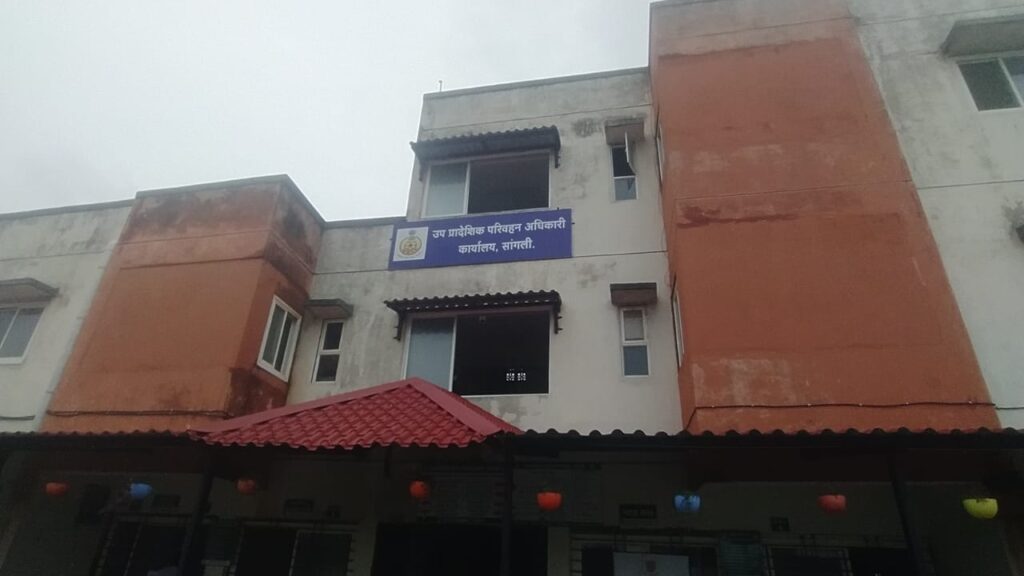 उप प्रादेशिक परिवहन अधिकारी
कार्यालय, सांगली.